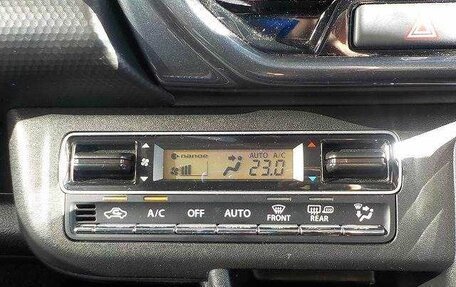 nanoe
AUTO A/C
23.0
A/C OFF AUTO FRONT REAR